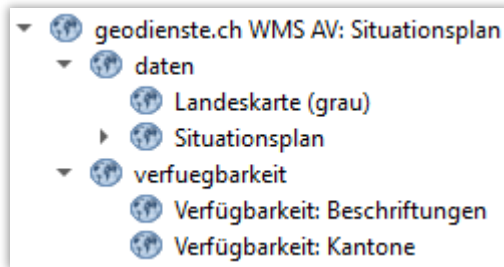 geodienste.ch WMS AV: Situationsplan
daten
Landeskarte (grau)
Situationsplan
verfuegbarkeit
Verfügbarkeit: Beschriftungen
Verfügbarkeit: Kantone